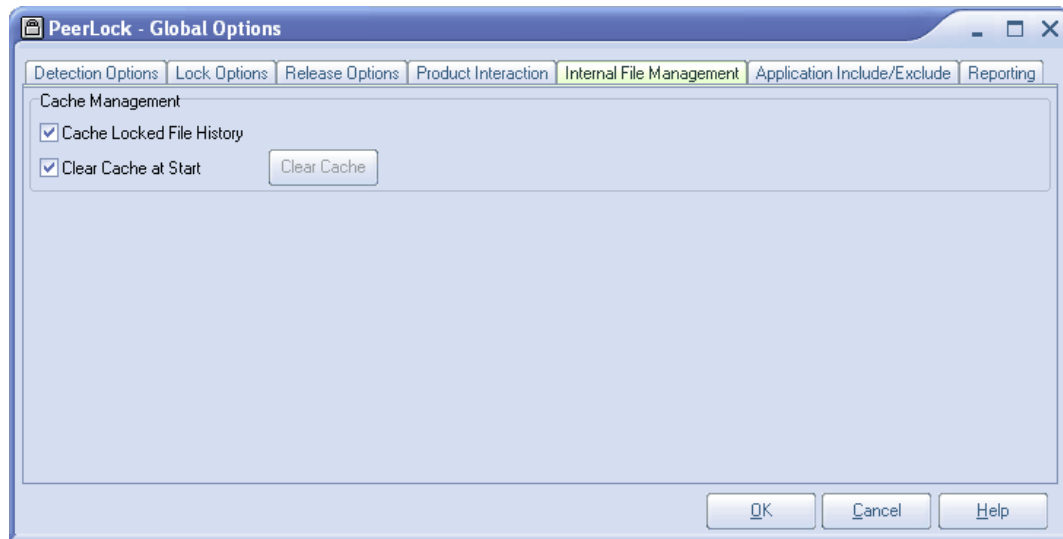 PeerLock - Global Options
Detection Options Lock Options Release Options Product Interaction Internal File Management Application Include/Exclude Reporting
Cache Management
Cache Locked File History
Clear Cache at Start Clear Cache
OK Cancel Help